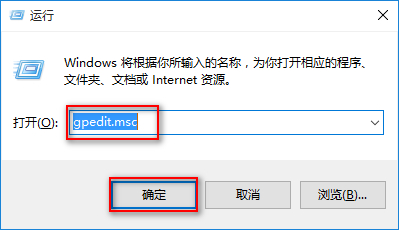 运行
Windows 将根据你所输入的名称，为你打开相应的程序、
文件夹、文档或 Internet 资源。
打开(O): gpedit.msc
确定 取消 浏览(B)...